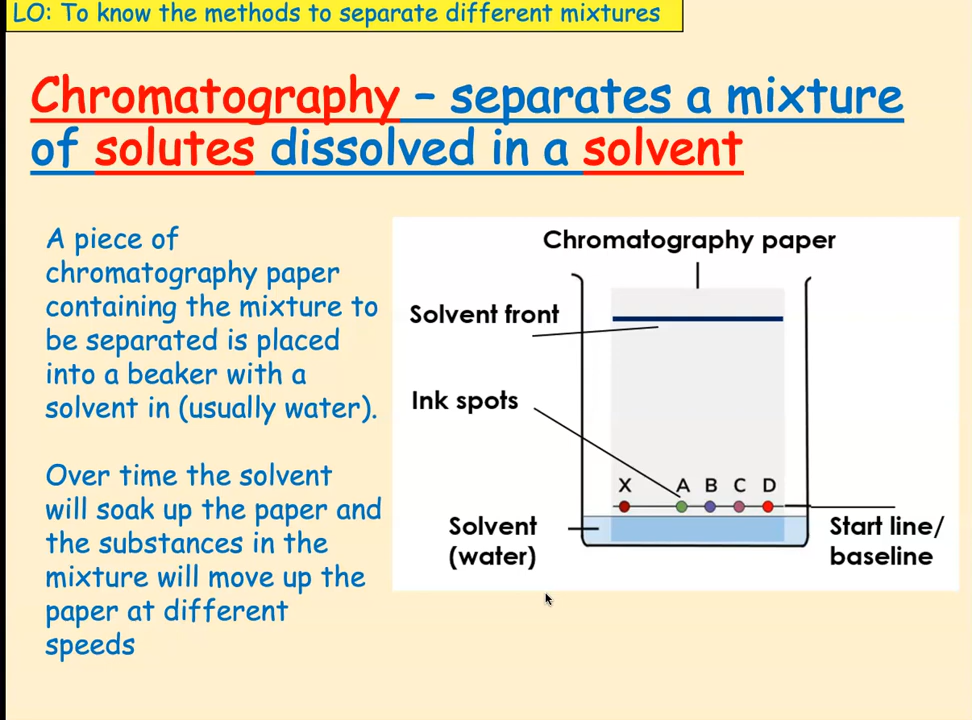 LO: To know the methods to separate different mixtures
Chromatography – separates a mixture
of solutes dissolved in a solvent
A piece of
chromatography paper
containing the mixture to
be separated is placed
into a beaker with a
solvent in (usually water).
Over time the solvent
will soak up the paper and
the substances in the
mixture will move up the
paper at different
speeds
Chromatography paper
Solvent front
Ink spots
X A B C D
Solvent
(water)
Start line/
baseline